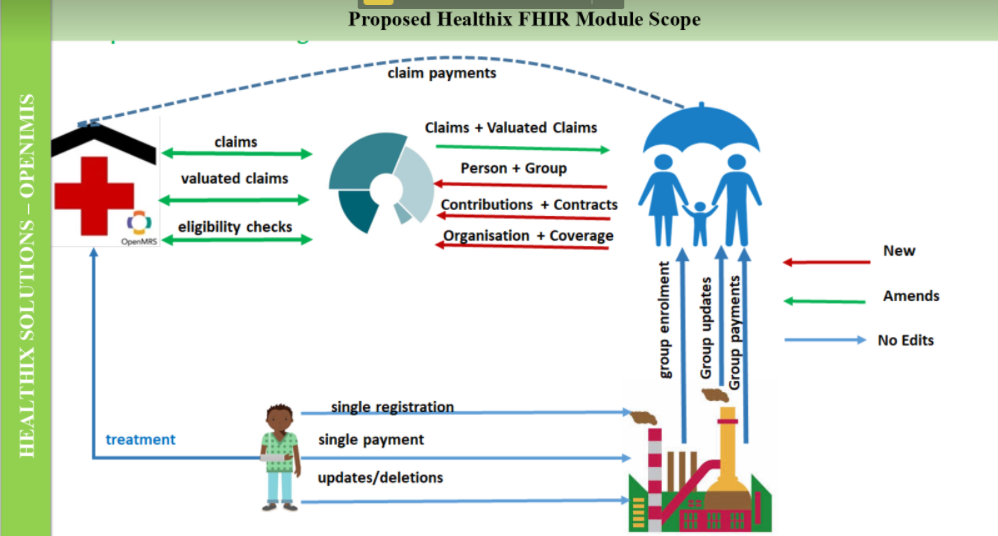 Proposed Healthix FHIR Module Scope
HEALTHIX SOLUTIONS – OPENIMIS
claim payments
claims
valuated claims
eligibility checks
OpenMRS
Claims + Valuated Claims
Person + Group
Contributions + Contracts
Organisation + Coverage
New
Amends
No Edits
group enrolment
Group updates
Group payments
single registration
single payment
updates/deletions
treatment